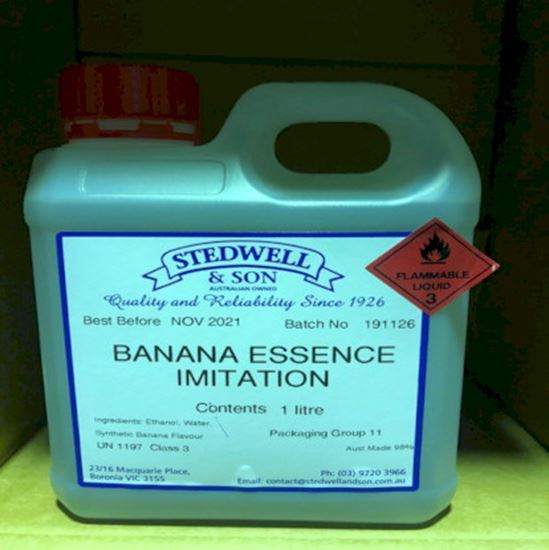 STEDWELL
& SON
AUSTRALIAN OWNED
Quality and Reliability Since 1926
Best Before NOV 2021 Batch No 191126
BANANA ESSENCE
IMITATION
Contents 1 litre
Ingredients: Ethanol, Water,
Synthetic Banana Flavour Packaging Group 11
UN 1197 Class 3 Aust Made 98%
23/16 Macquarie Place, Ph: (03) 9720 3966
Boronia VIC 3155 Email: contact@stedwellandson.com.au
FLAMMABLE
LIQUID
3